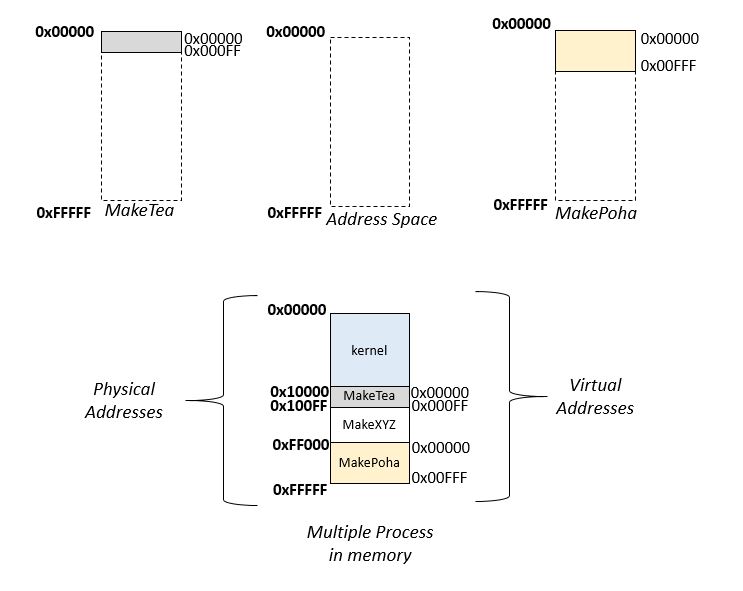 0x00000
0x00000
0x000FF
0xFFFFF
MakeTea
0x00000
0xFFFFF
Address Space
0x00000
0x00000
0x00FFF
0xFFFFF
MakePoha
Physical
Addresses
0x00000
kernel
0x10000 MakeTea 0x00000
0x100FF 0x000FF
MakeXYZ
0xFF000 0x00000
MakePoha
0x00FFF
0xFFFFF
Virtual
Addresses
Multiple Process
in memory